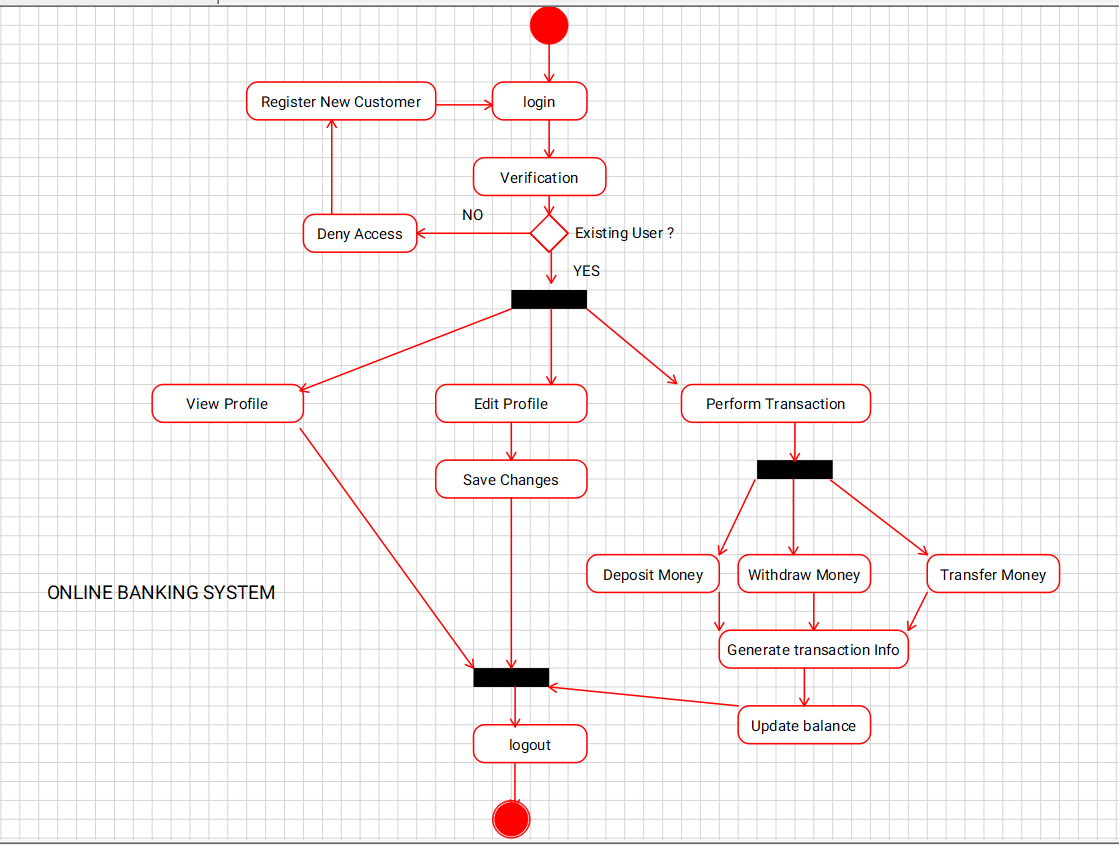 Register New Customer
login
Verification
NO
Deny Access
Existing User ?
YES
View Profile
Edit Profile
Perform Transaction
Save Changes
Deposit Money
Withdraw Money
Transfer Money
ONLINE BANKING SYSTEM
Generate transaction Info
Update balance
logout